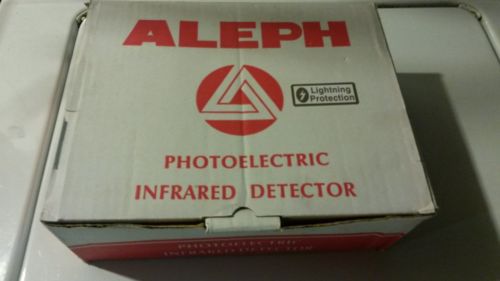 ALEPH
Lightning
Protection
PHOTOELECTRIC
INFRARED DETECTOR
PHOTOELECTRIC
INFRARED DETECTOR